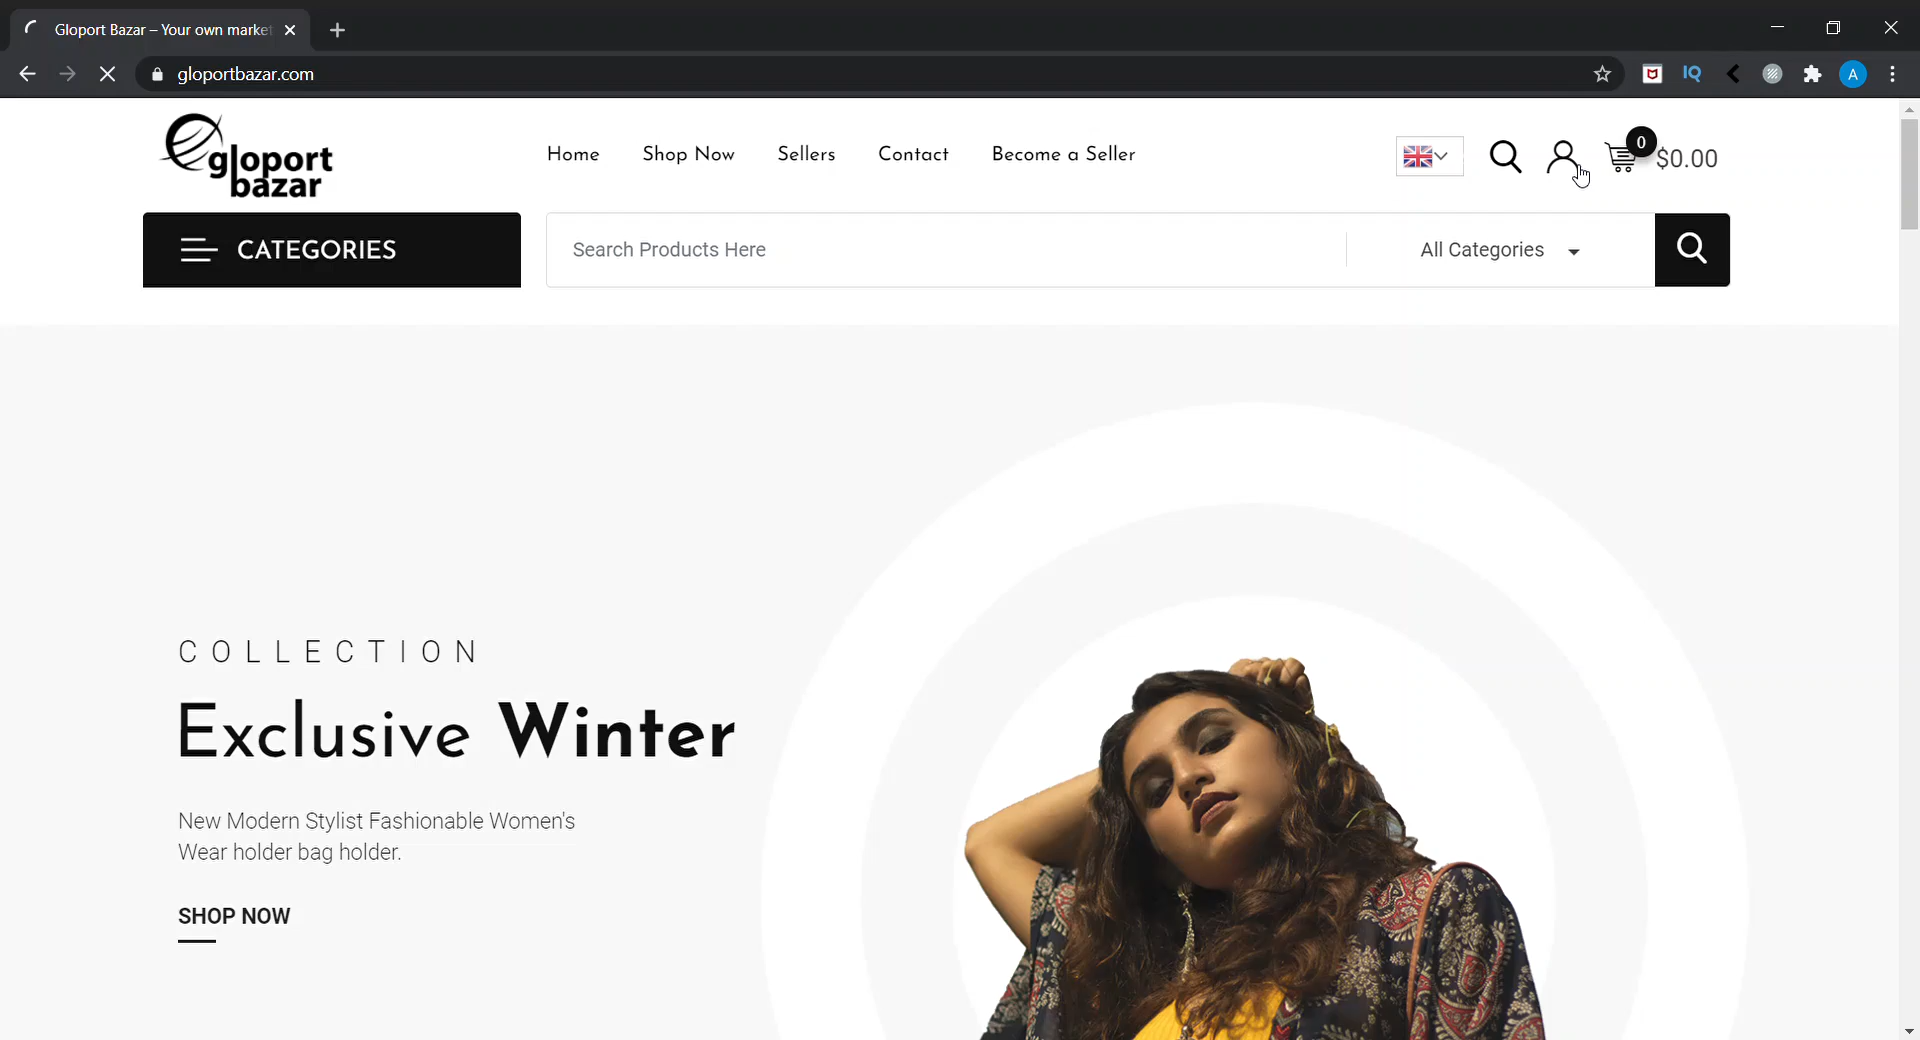 Gloport Bazar – Your own market
gloportbazar.com
IQ
A
gloport
bazar
Home Shop Now Sellers Contact Become a Seller
0
$0.00
CATEGORIES
Search Products Here
All Categories
COLLECTION
Exclusive Winter
New Modern Stylist Fashionable Women's
Wear holder bag holder.
SHOP NOW